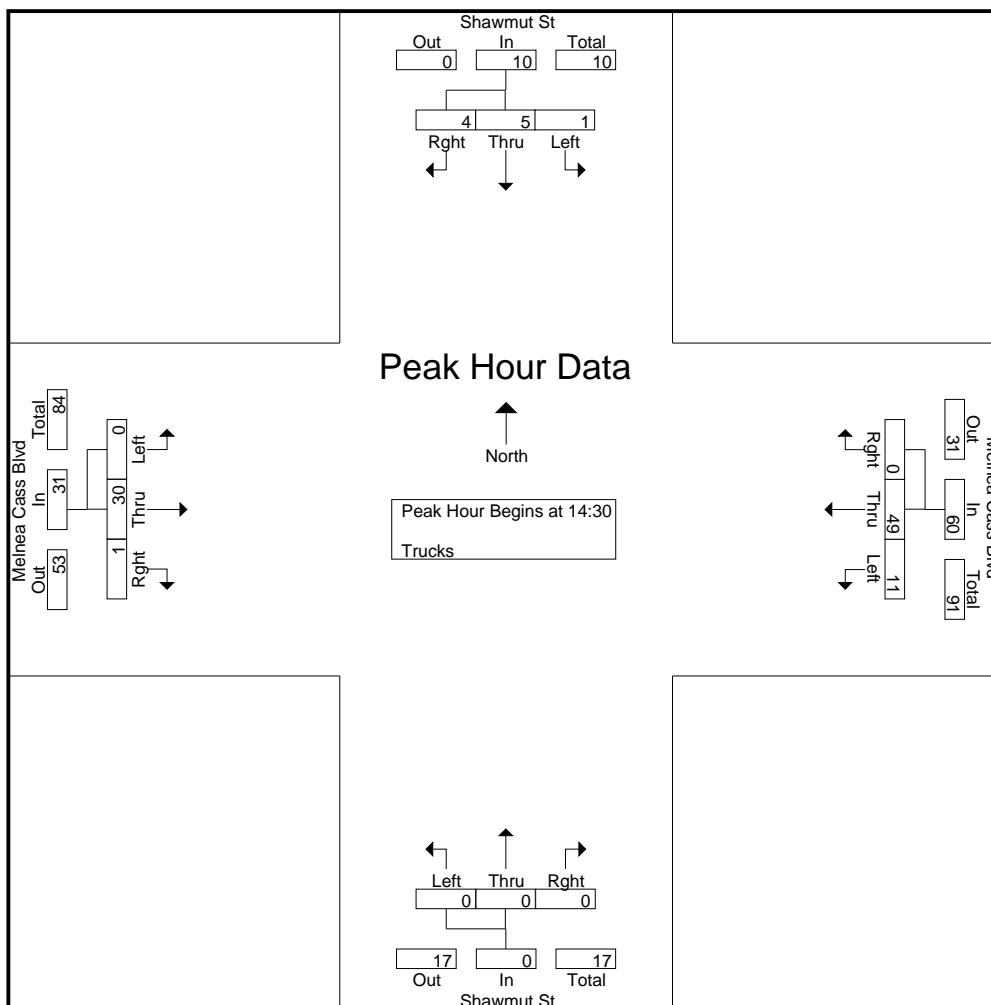 Shawmut St
Out In Total
0 10 10
4 5 1
Rght Thru Left
Peak Hour Data
North
Peak Hour Begins at 14:30
Trucks
Melnea Cass Blvd
Out In Total
53 31 84
Rght Thru Left
1 30 0
Melnea Cass Blvd
Out In Total
31 60 91
Rght Thru Left
0 49 11
Left Thru Rght
0 0 0
17 0 17
Out In Total
Shawmut St